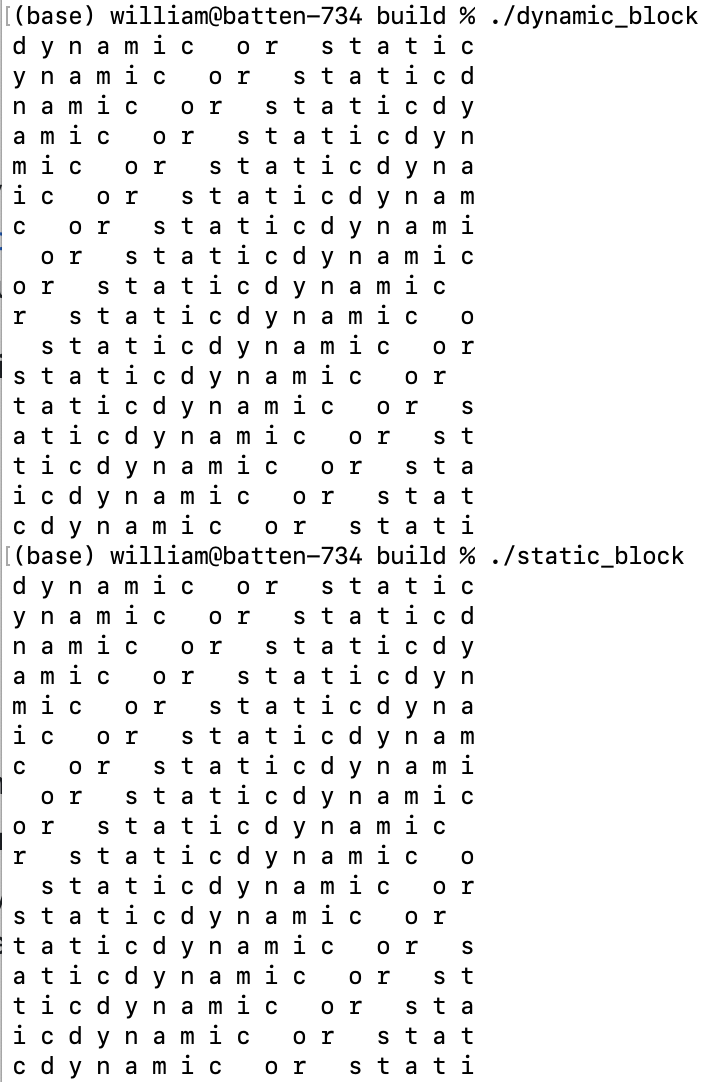 (base) william@batten-734 build % ./dynamic_block
d y n a m i c   o r   s t a t i c
y n a m i c   o r   s t a t i c d
n a m i c   o r   s t a t i c d y
a m i c   o r   s t a t i c d y n
m i c   o r   s t a t i c d y n a
i c   o r   s t a t i c d y n a m
c   o r   s t a t i c d y n a m i
  o r   s t a t i c d y n a m i c
o r   s t a t i c d y n a m i c
r   s t a t i c d y n a m i c   o
  s t a t i c d y n a m i c   o r
s t a t i c d y n a m i c   o r
t a t i c d y n a m i c   o r   s
a t i c d y n a m i c   o r   s t
t i c d y n a m i c   o r   s t a
i c d y n a m i c   o r   s t a t
c d y n a m i c   o r   s t a t i
(base) william@batten-734 build % ./static_block
d y n a m i c   o r   s t a t i c
y n a m i c   o r   s t a t i c d
n a m i c   o r   s t a t i c d y
a m i c   o r   s t a t i c d y n
m i c   o r   s t a t i c d y n a
i c   o r   s t a t i c d y n a m
c   o r   s t a t i c d y n a m i
  o r   s t a t i c d y n a m i c
o r   s t a t i c d y n a m i c
r   s t a t i c d y n a m i c   o
  s t a t i c d y n a m i c   o r
s t a t i c d y n a m i c   o r
t a t i c d y n a m i c   o r   s
a t i c d y n a m i c   o r   s t
t i c d y n a m i c   o r   s t a
i c d y n a m i c   o r   s t a t
c d y n a m i c   o r   s t a t i